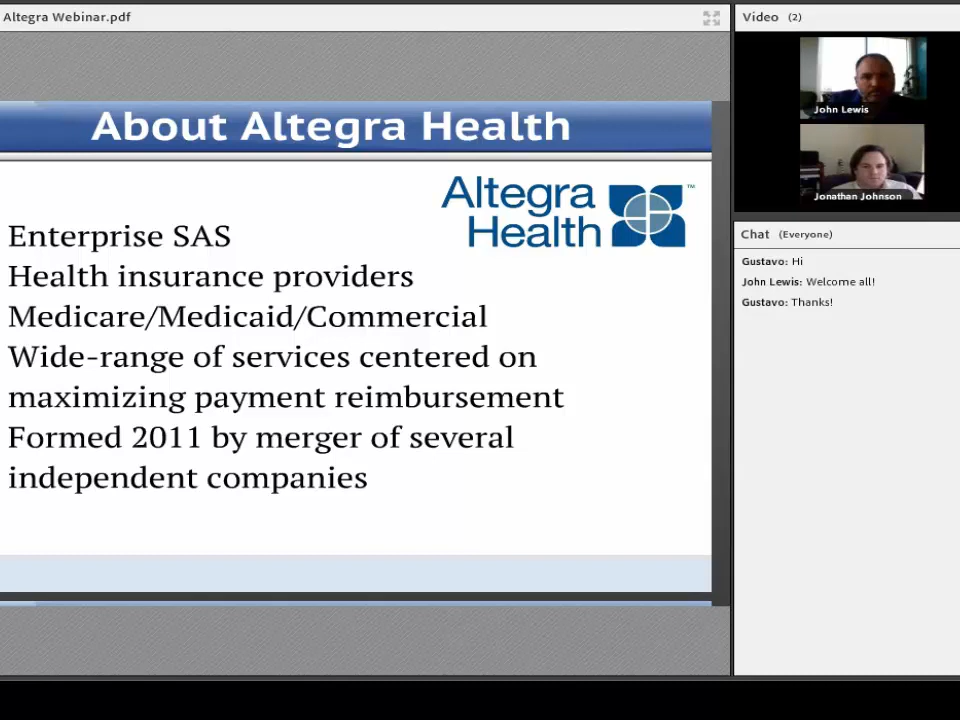 Altegra Webinar.pdf
About Altegra Health
Altegra
Health
™
Enterprise SAS
Health insurance providers
Medicare/Medicaid/Commercial
Wide-range of services centered on
maximizing payment reimbursement
Formed 2011 by merger of several
independent companies
Video (2)
John Lewis
Jonathan Johnson
Chat (Everyone)
Gustavo: Hi
John Lewis: Welcome all!
Gustavo: Thanks!